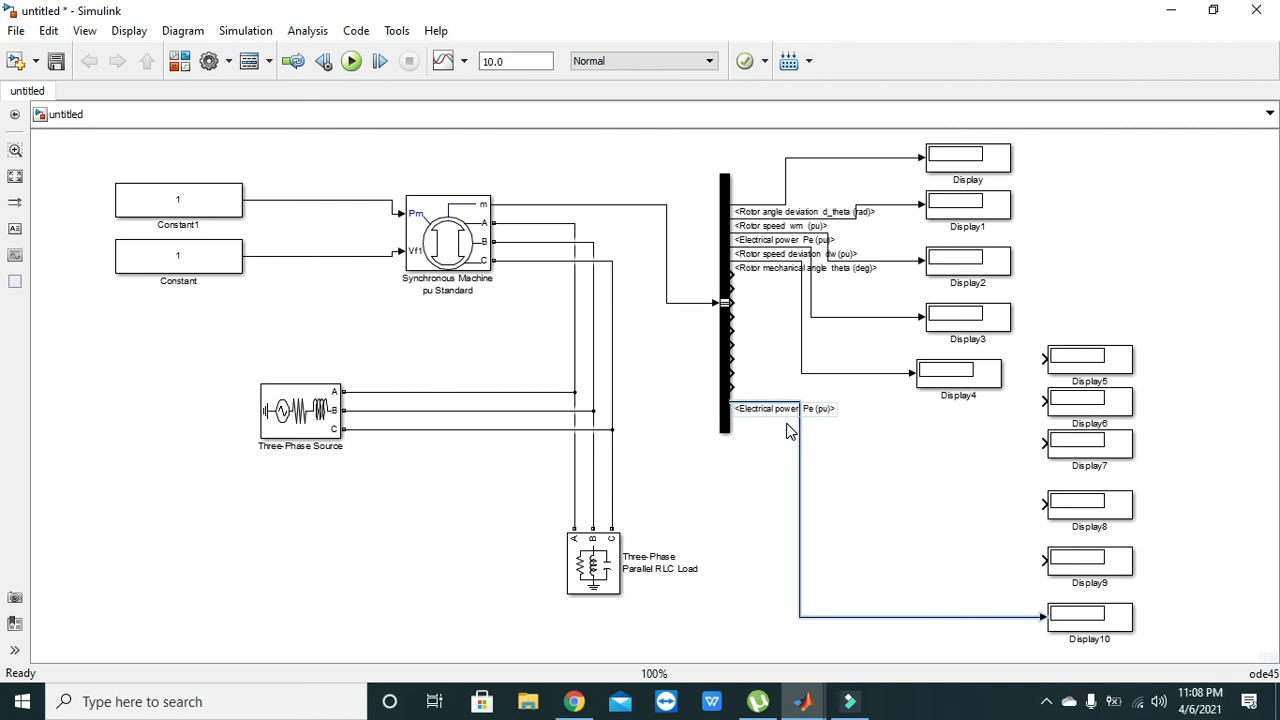 untitled * - Simulink
File Edit View Display Diagram Simulation Analysis Code Tools Help
10.0
Normal
untitled
untitled
1
Constant1
1
Constant
Pm
Vf1
m
A
B
C
Synchronous Machine
pu Standard
A
B
C
Three-Phase Source
A B C
Three-Phase
Parallel RLC Load
<Rotor angle deviation d_theta (rad)>
<Rotor speed wm (pu)>
<Electrical power Pe (pu)>
<Rotor speed deviation dw (pu)>
<Rotor mechanical angle theta (deg)>
<Electrical power Pe (pu)>
Display
Display1
Display2
Display3
Display4
Display5
Display6
Display7
Display8
Display9
Display10
Ready
100%
ode45
Type here to search
11:08 PM
4/6/2021